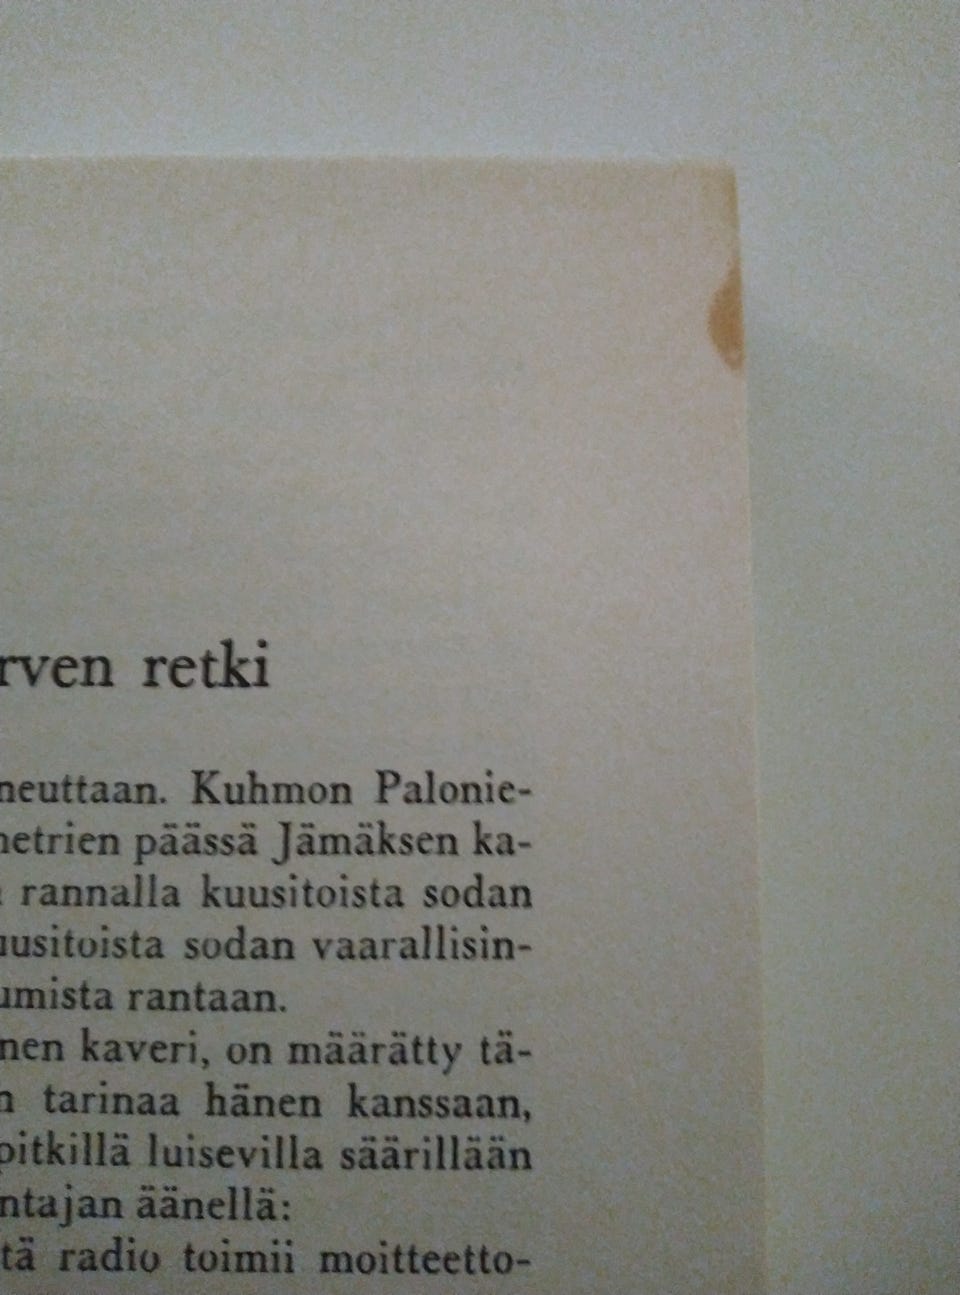 rven retki
neuttaan. Kuhmon Palonie-
metrien päässä Jämäksen ka-
rannalla kuusitoista sodan
uusitoista sodan vaarallisin-
umista rantaan.
nen kaveri, on määrätty tä-
n tarinaa hänen kanssaan,
pitkillä luisevilla säärillään
ntajan äänellä:
tä radio toimii moitteetto-